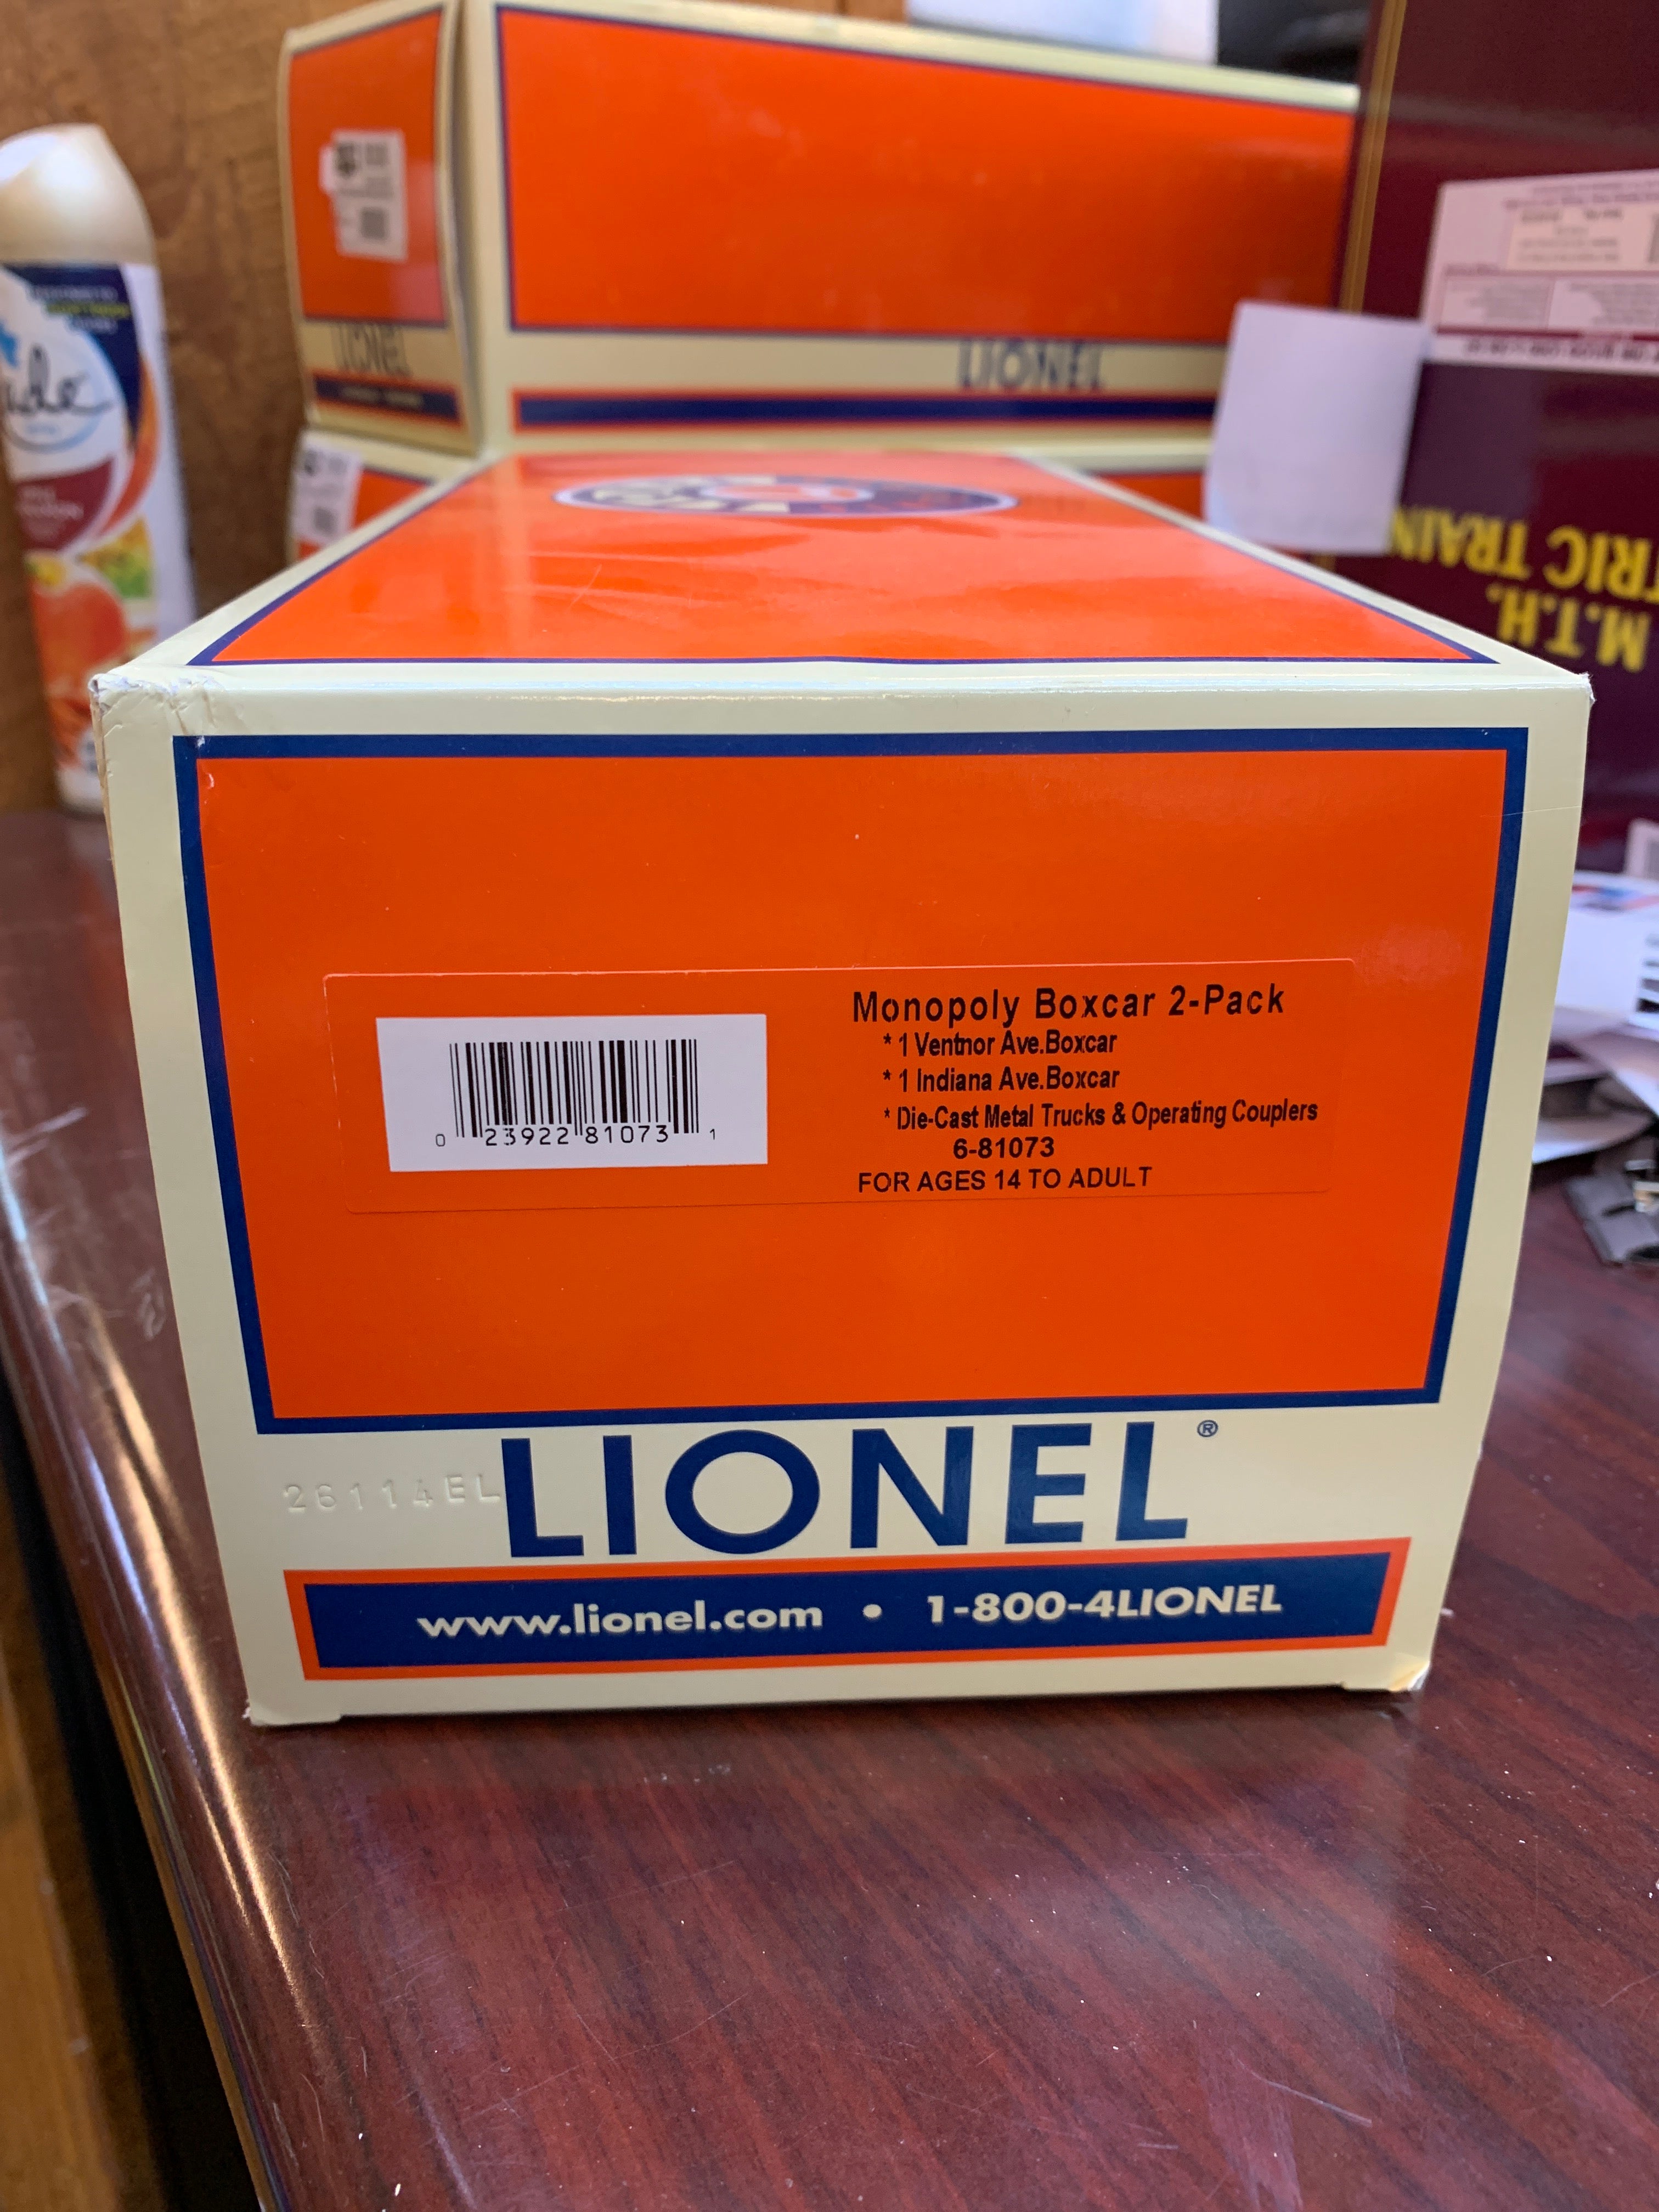 LIONEL
LIONEL
M.T.H.
Monopoly Boxcar 2-Pack
* 1 Ventnor Ave.Boxcar
* 1 Indiana Ave.Boxcar
* Die-Cast Metal Trucks & Operating Couplers
6-81073
FOR AGES 14 TO ADULT
0 23922 81073 1
26114EL
LIONEL®
www.lionel.com • 1-800-4LIONEL